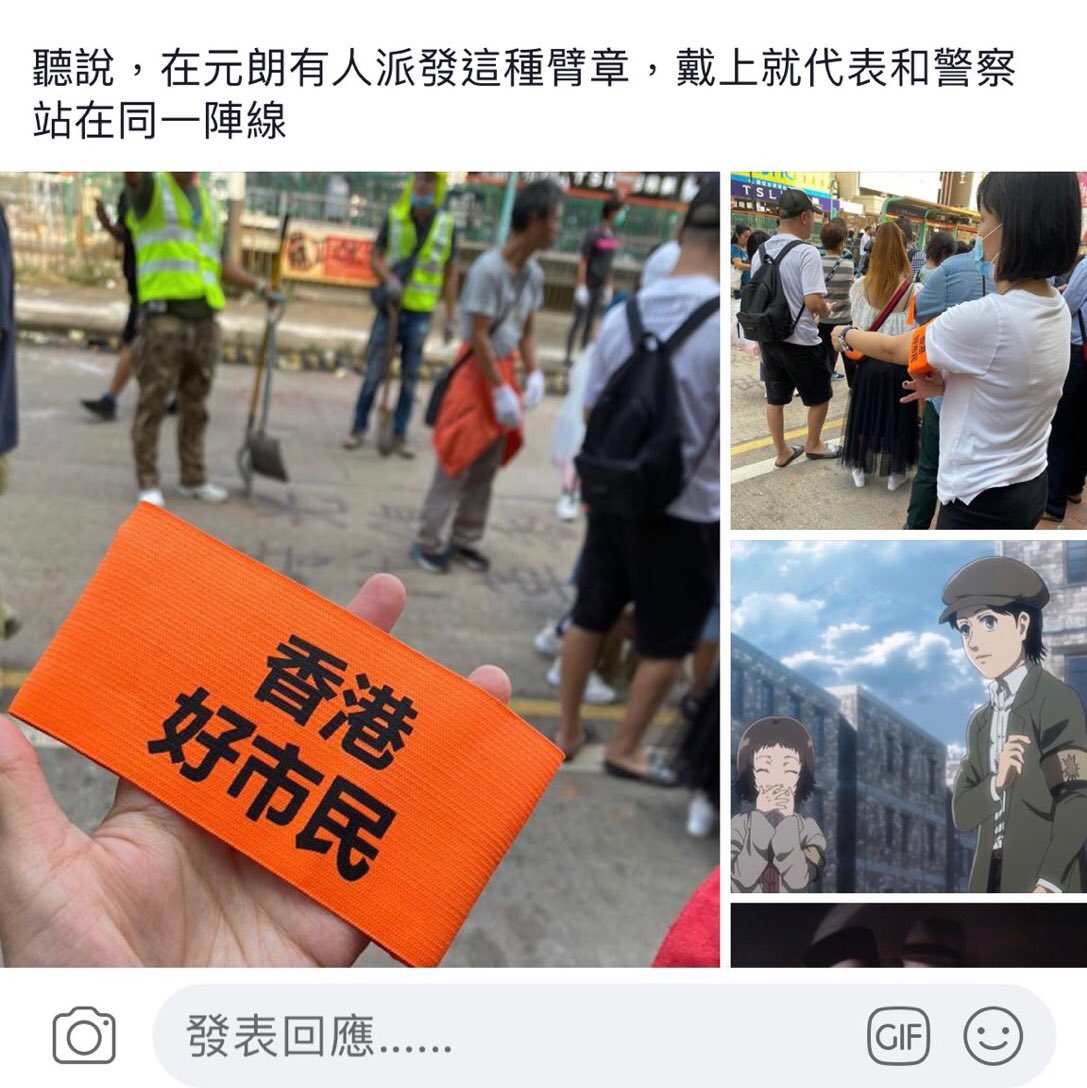 聽說，在元朗有人派發這種臂章，戴上就代表和警察
站在同一陣線
香港
好市民
TSL
發表回應......
GIF